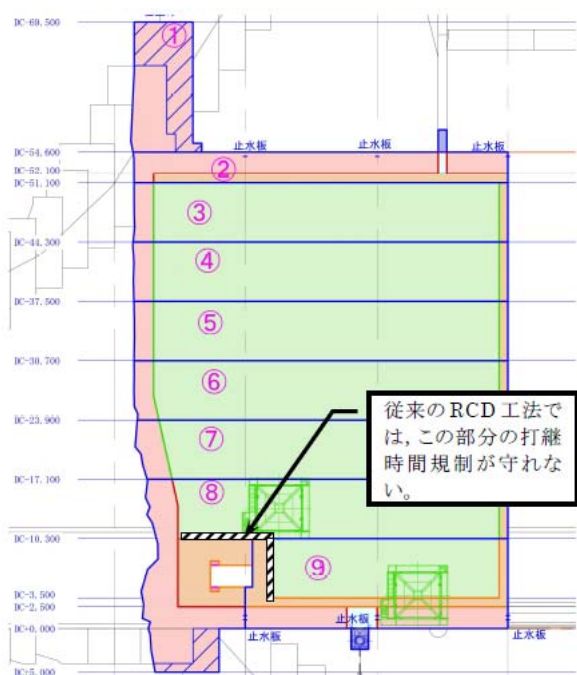 DC-69.500
①
DC-54.600
止水板
止水板
止水板
DC-52.100
②
DC-51.100
③
DC-44.300
④
DC-37.500
⑤
DC-30.700
⑥
従来のRCD工法で
は,この部分の打継
時間規制が守れな
い。
DC-23.900
⑦
DC-17.100
⑧
DC-10.300
⑨
DC-3.500
DC-2.500
DC+0.000
止水板
止水板
止水板
DC+5.000